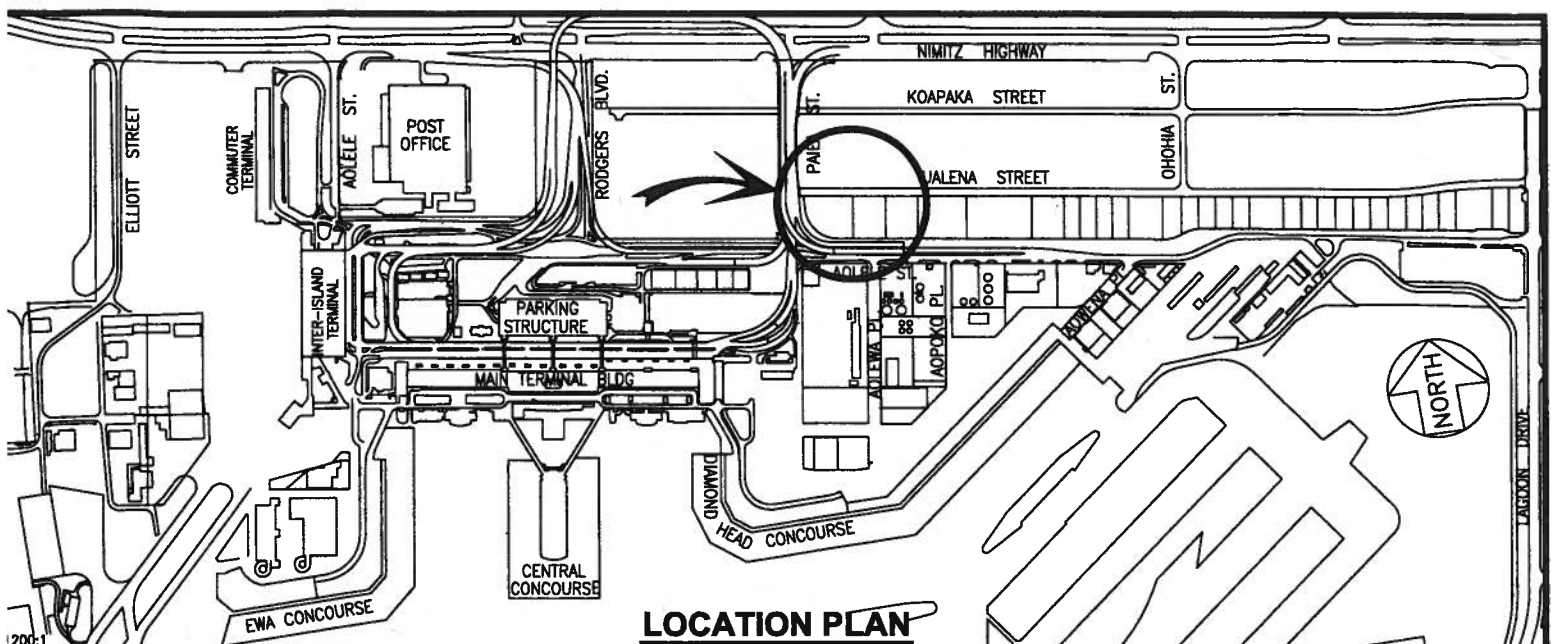 NIMITZ HIGHWAY
KOAPAKA STREET
UALENA STREET
ELLIOTT STREET
COMMUTER
TERMINAL
AOLELE ST.
POST
OFFICE
RODGERS BLVD.
ST.
OHOHIA ST.
INTER-ISLAND
TERMINAL
PARKING
STRUCTURE
MAIN TERMINAL BLDG
AOLELE ST.
AOLEWA PL
AOPOKO PL
AOWENA PL
NORTH
LAGOON DRIVE
DIAMOND
HEAD CONCOURSE
CENTRAL
CONCOURSE
EWA CONCOURSE
LOCATION PLAN